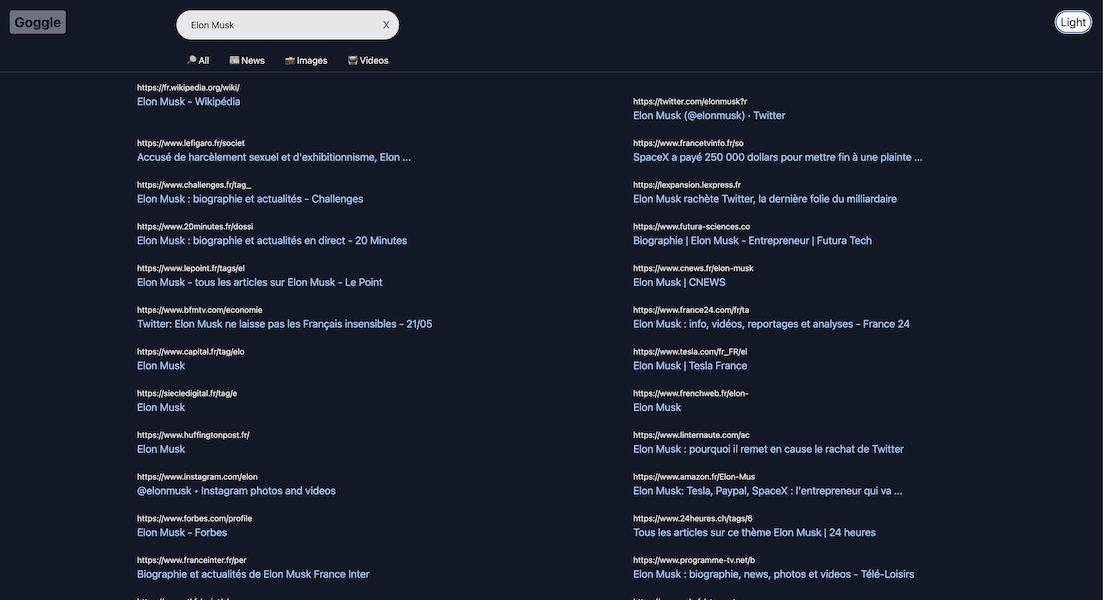 Goggle
Elon Musk
X
Light
All
News
Images
Videos
https://fr.wikipedia.org/wiki/
Elon Musk - Wikipédia
https://twitter.com/elonmusk?r
Elon Musk (@elonmusk) · Twitter
https://www.lefigaro.fr/societ
Accusé de harcèlement sexuel et d'exhibitionnisme, Elon ...
https://www.francetvinfo.fr/so
SpaceX a payé 250 000 dollars pour mettre fin à une plainte ...
https://www.challenges.fr/tag_
Elon Musk : biographie et actualités - Challenges
https://lexpansion.lexpress.fr
Elon Musk rachète Twitter, la dernière folie du milliardaire
https://www.20minutes.fr/dossi
Elon Musk : biographie et actualités en direct - 20 Minutes
https://www.futura-sciences.co
Biographie | Elon Musk - Entrepreneur | Futura Tech
https://www.lepoint.fr/tags/el
Elon Musk - tous les articles sur Elon Musk - Le Point
https://www.cnews.fr/elon-musk
Elon Musk | CNEWS
https://www.bfmtv.com/economie
Twitter: Elon Musk ne laisse pas les Français insensibles - 21/05
https://www.france24.com/fr/ta
Elon Musk : info, vidéos, reportages et analyses - France 24
https://www.capital.fr/tag/elo
Elon Musk
https://www.tesla.com/fr_FR/el
Elon Musk | Tesla France
https://siecledigital.fr/tag/e
Elon Musk
https://www.frenchweb.fr/elon-
Elon Musk
https://www.huffingtonpost.fr/
Elon Musk
https://www.linternaute.com/ac
Elon Musk : pourquoi il remet en cause le rachat de Twitter
https://www.instagram.com/elon
@elonmusk • Instagram photos and videos
https://www.amazon.fr/Elon-Mus
Elon Musk: Tesla, Paypal, SpaceX : l'entrepreneur qui va ...
https://www.forbes.com/profile
Elon Musk - Forbes
https://www.24heures.ch/tags/6
Tous les articles sur ce thème Elon Musk | 24 heures
https://www.franceinter.fr/per
Biographie et actualités de Elon Musk France Inter
https://www.programme-tv.net/b
Elon Musk : biographie, news, photos et videos - Télé-Loisirs